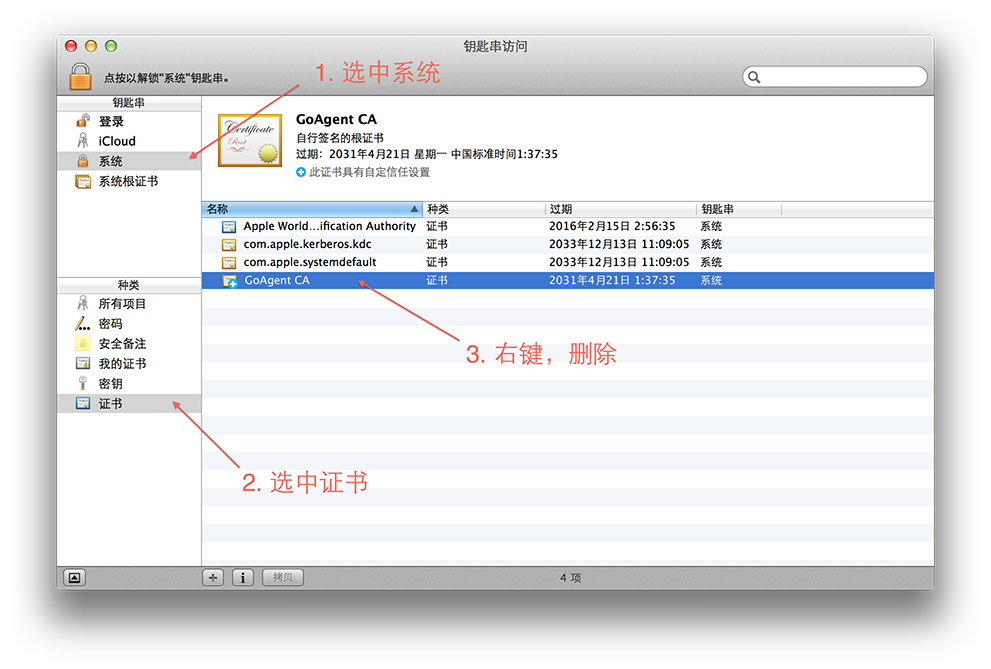 钥匙串访问
点按以解锁“系统”钥匙串。
1. 选中系统
钥匙串
登录
iCloud
系统
系统根证书
Certificate
Root
GoAgent CA
自行签名的根证书
过期：2031年4月21日 星期一 中国标准时间1:37:35
此证书具有自定信任设置
名称 种类 过期 钥匙串
Apple World...ification Authority 证书 2016年2月15日 2:56:35 系统
com.apple.kerberos.kdc 证书 2033年12月13日 11:09:05 系统
com.apple.systemdefault 证书 2033年12月13日 11:09:05 系统
GoAgent CA 证书 2031年4月21日 1:37:35 系统
3. 右键，删除
种类
所有项目
密码
安全备注
我的证书
密钥
证书
2. 选中证书
拷贝
4 项